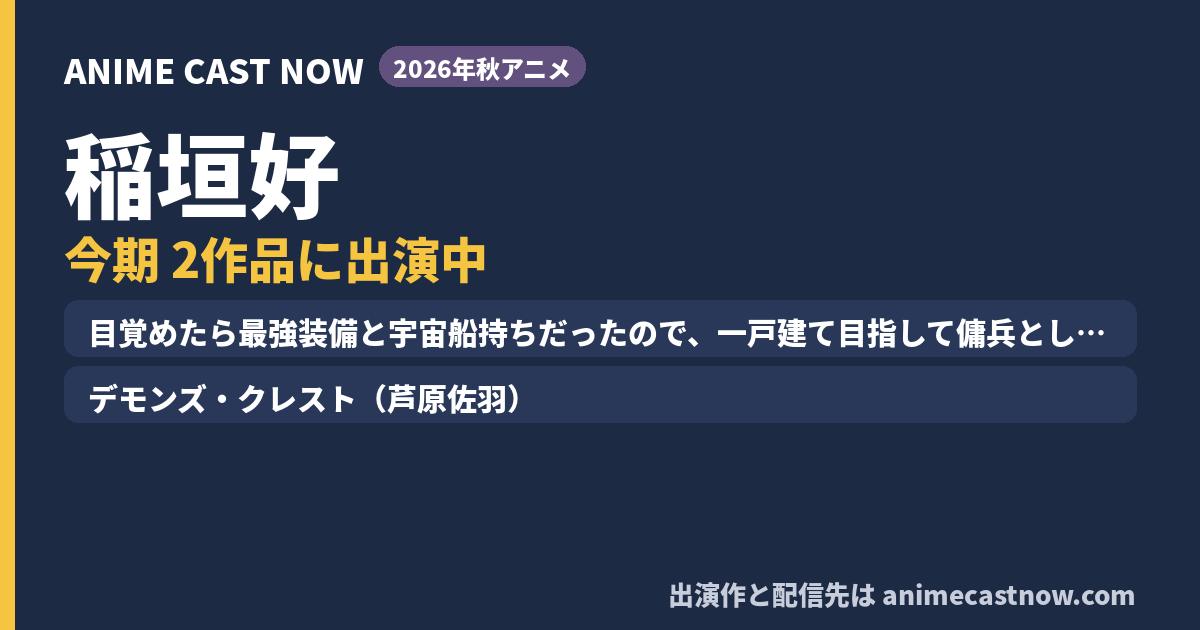 ANIME CAST NOW 2026年秋アニメ
稲垣好
今期 2作品に出演中
目覚めたら最強装備と宇宙船持ちだったので、一戸建て目指して傭兵とし…
デモンズ・クレスト（芦原佐羽）
出演作と配信先は animecastnow.com